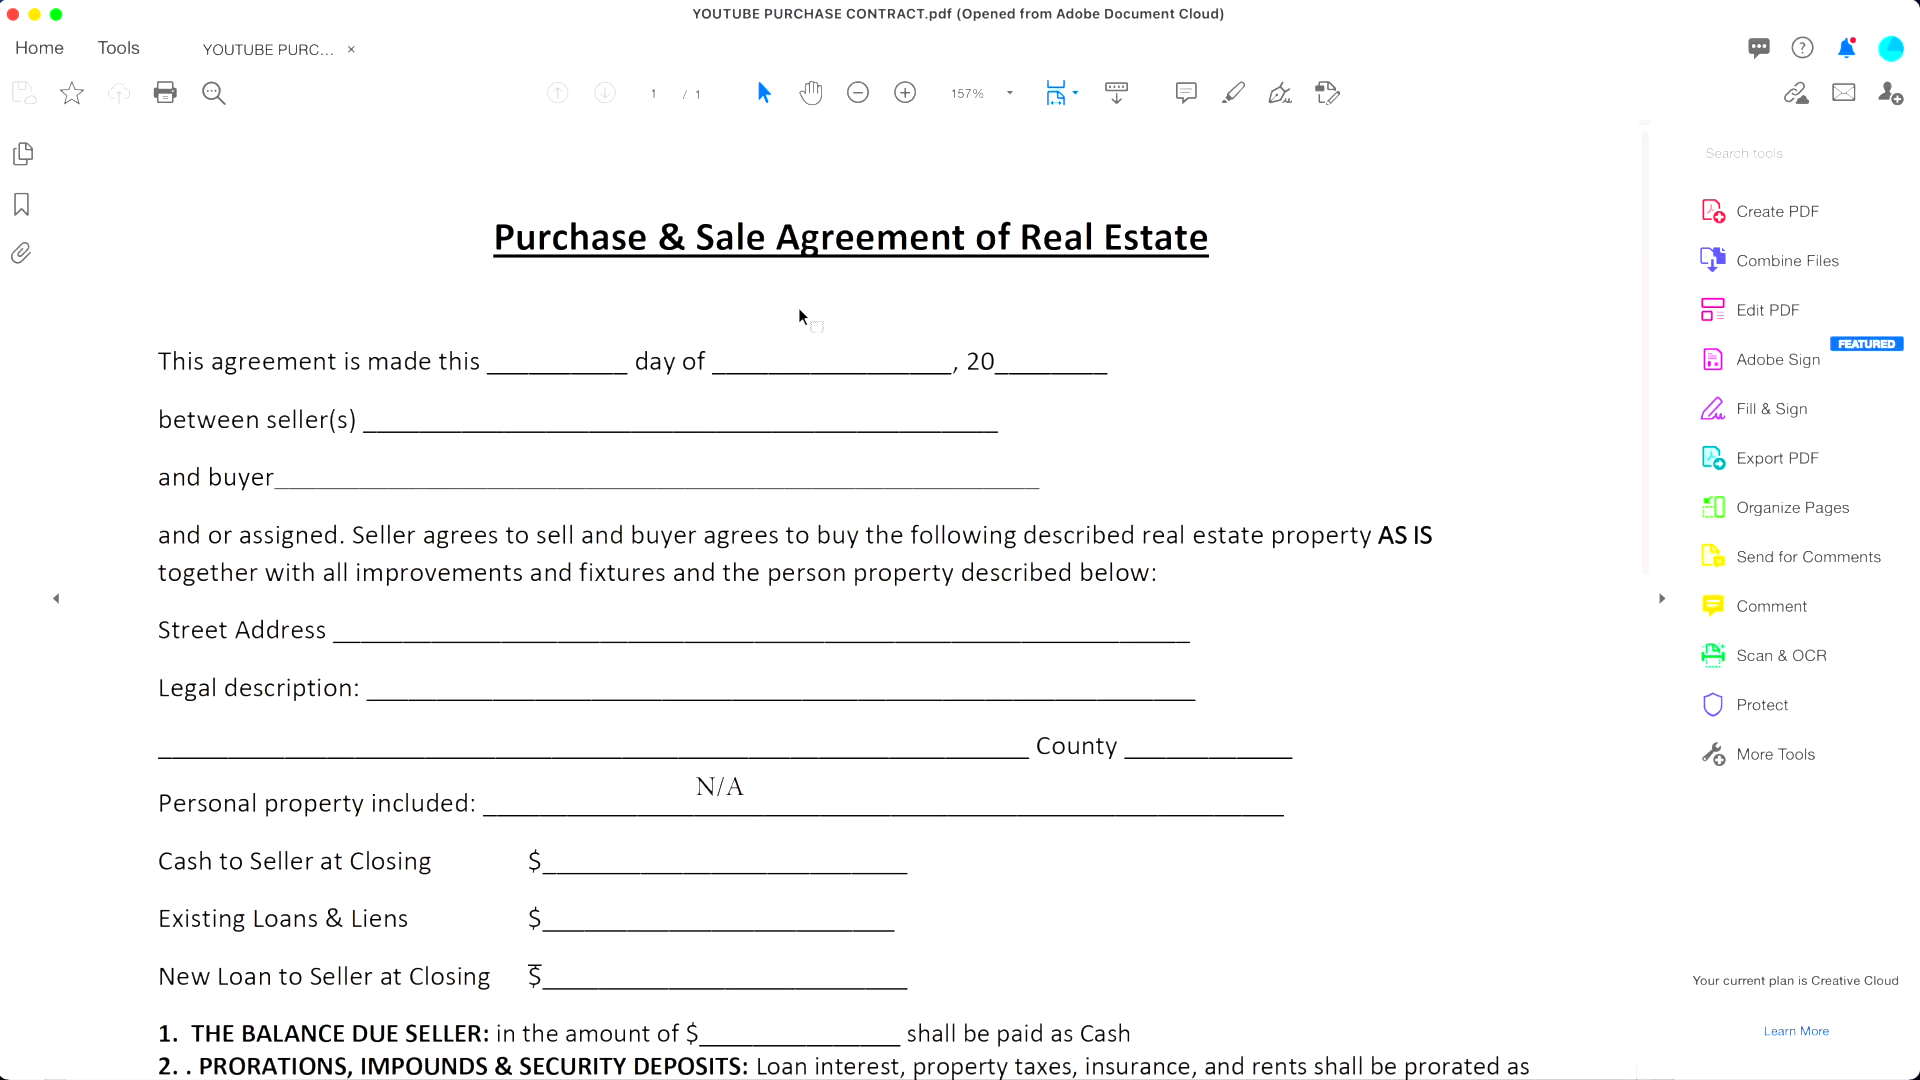 YOUTUBE PURCHASE CONTRACT.pdf (Opened from Adobe Document Cloud)
Home Tools YOUTUBE PURC... ×
1 / 1 157%
Search tools
Create PDF
Combine Files
Edit PDF
FEATURED
Adobe Sign
Fill & Sign
Export PDF
Organize Pages
Send for Comments
Comment
Scan & OCR
Protect
More Tools
Your current plan is Creative Cloud
Learn More
Purchase & Sale Agreement of Real Estate
This agreement is made this __________ day of _________________, 20________
between seller(s) _____________________________________________
and buyer______________________________________________________
and or assigned. Seller agrees to sell and buyer agrees to buy the following described real estate property AS IS
together with all improvements and fixtures and the person property described below:
Street Address _____________________________________________________________
Legal description: ___________________________________________________________
______________________________________________________________ County ____________
N/A
Personal property included: _________________________________________________________
Cash to Seller at Closing $__________________________
Existing Loans & Liens $_________________________
New Loan to Seller at Closing $__________________________
1. THE BALANCE DUE SELLER: in the amount of $______________ shall be paid as Cash
2. . PRORATIONS, IMPOUNDS & SECURITY DEPOSITS: Loan interest, property taxes, insurance, and rents shall be prorated as